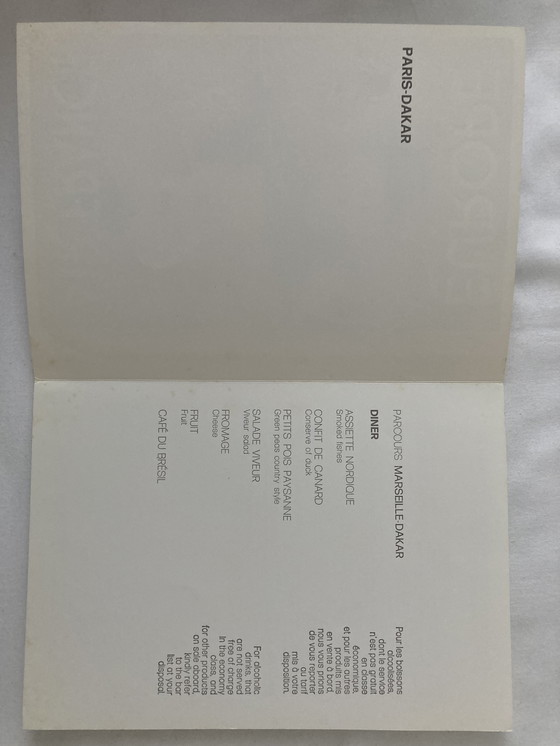 PARIS-DAKAR
PARCOURS MARSEILLE-DAKAR
DINER
ASSIETTE NORDIQUE
Smoked fishes
CONFIT DE CANARD
Conserve of duck
PETITS POIS PAYSANNE
Green peas country style
SALADE VIVEUR
Viveur salad
FROMAGE
Cheese
FRUIT
Fruit
CAFÉ DU BRÉSIL
Pour les boissons
alcoolisées,
dont le service
n'est pas gratuit
en classe
économique,
et pour les autres
produits mis
en vente à bord,
nous vous prions
de vous reporter
au tarif
mis à votre
disposition.
For alcoholic
drinks, that
are not served
free of charge
in the economy
class, and
for other products
on sale aboard,
kindly refer
to the bar
list at your
disposal.